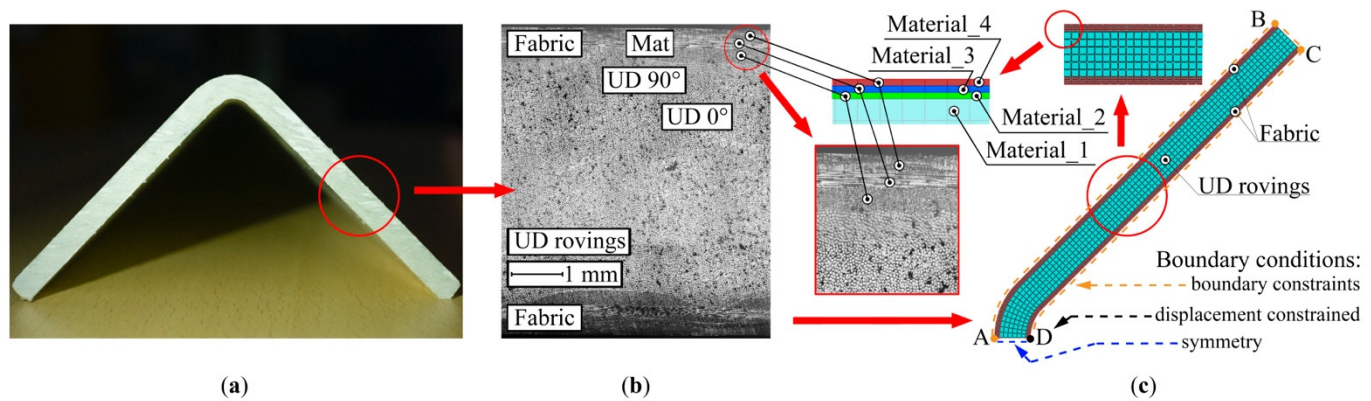 Fabric
Mat
UD 90°
UD 0°
UD rovings
1 mm
Fabric
Material_4
Material_3
Material_2
Material_1
B
C
Fabric
UD rovings
Boundary conditions:
boundary constraints
displacement constrained
symmetry
A
D
(a)
(b)
(c)